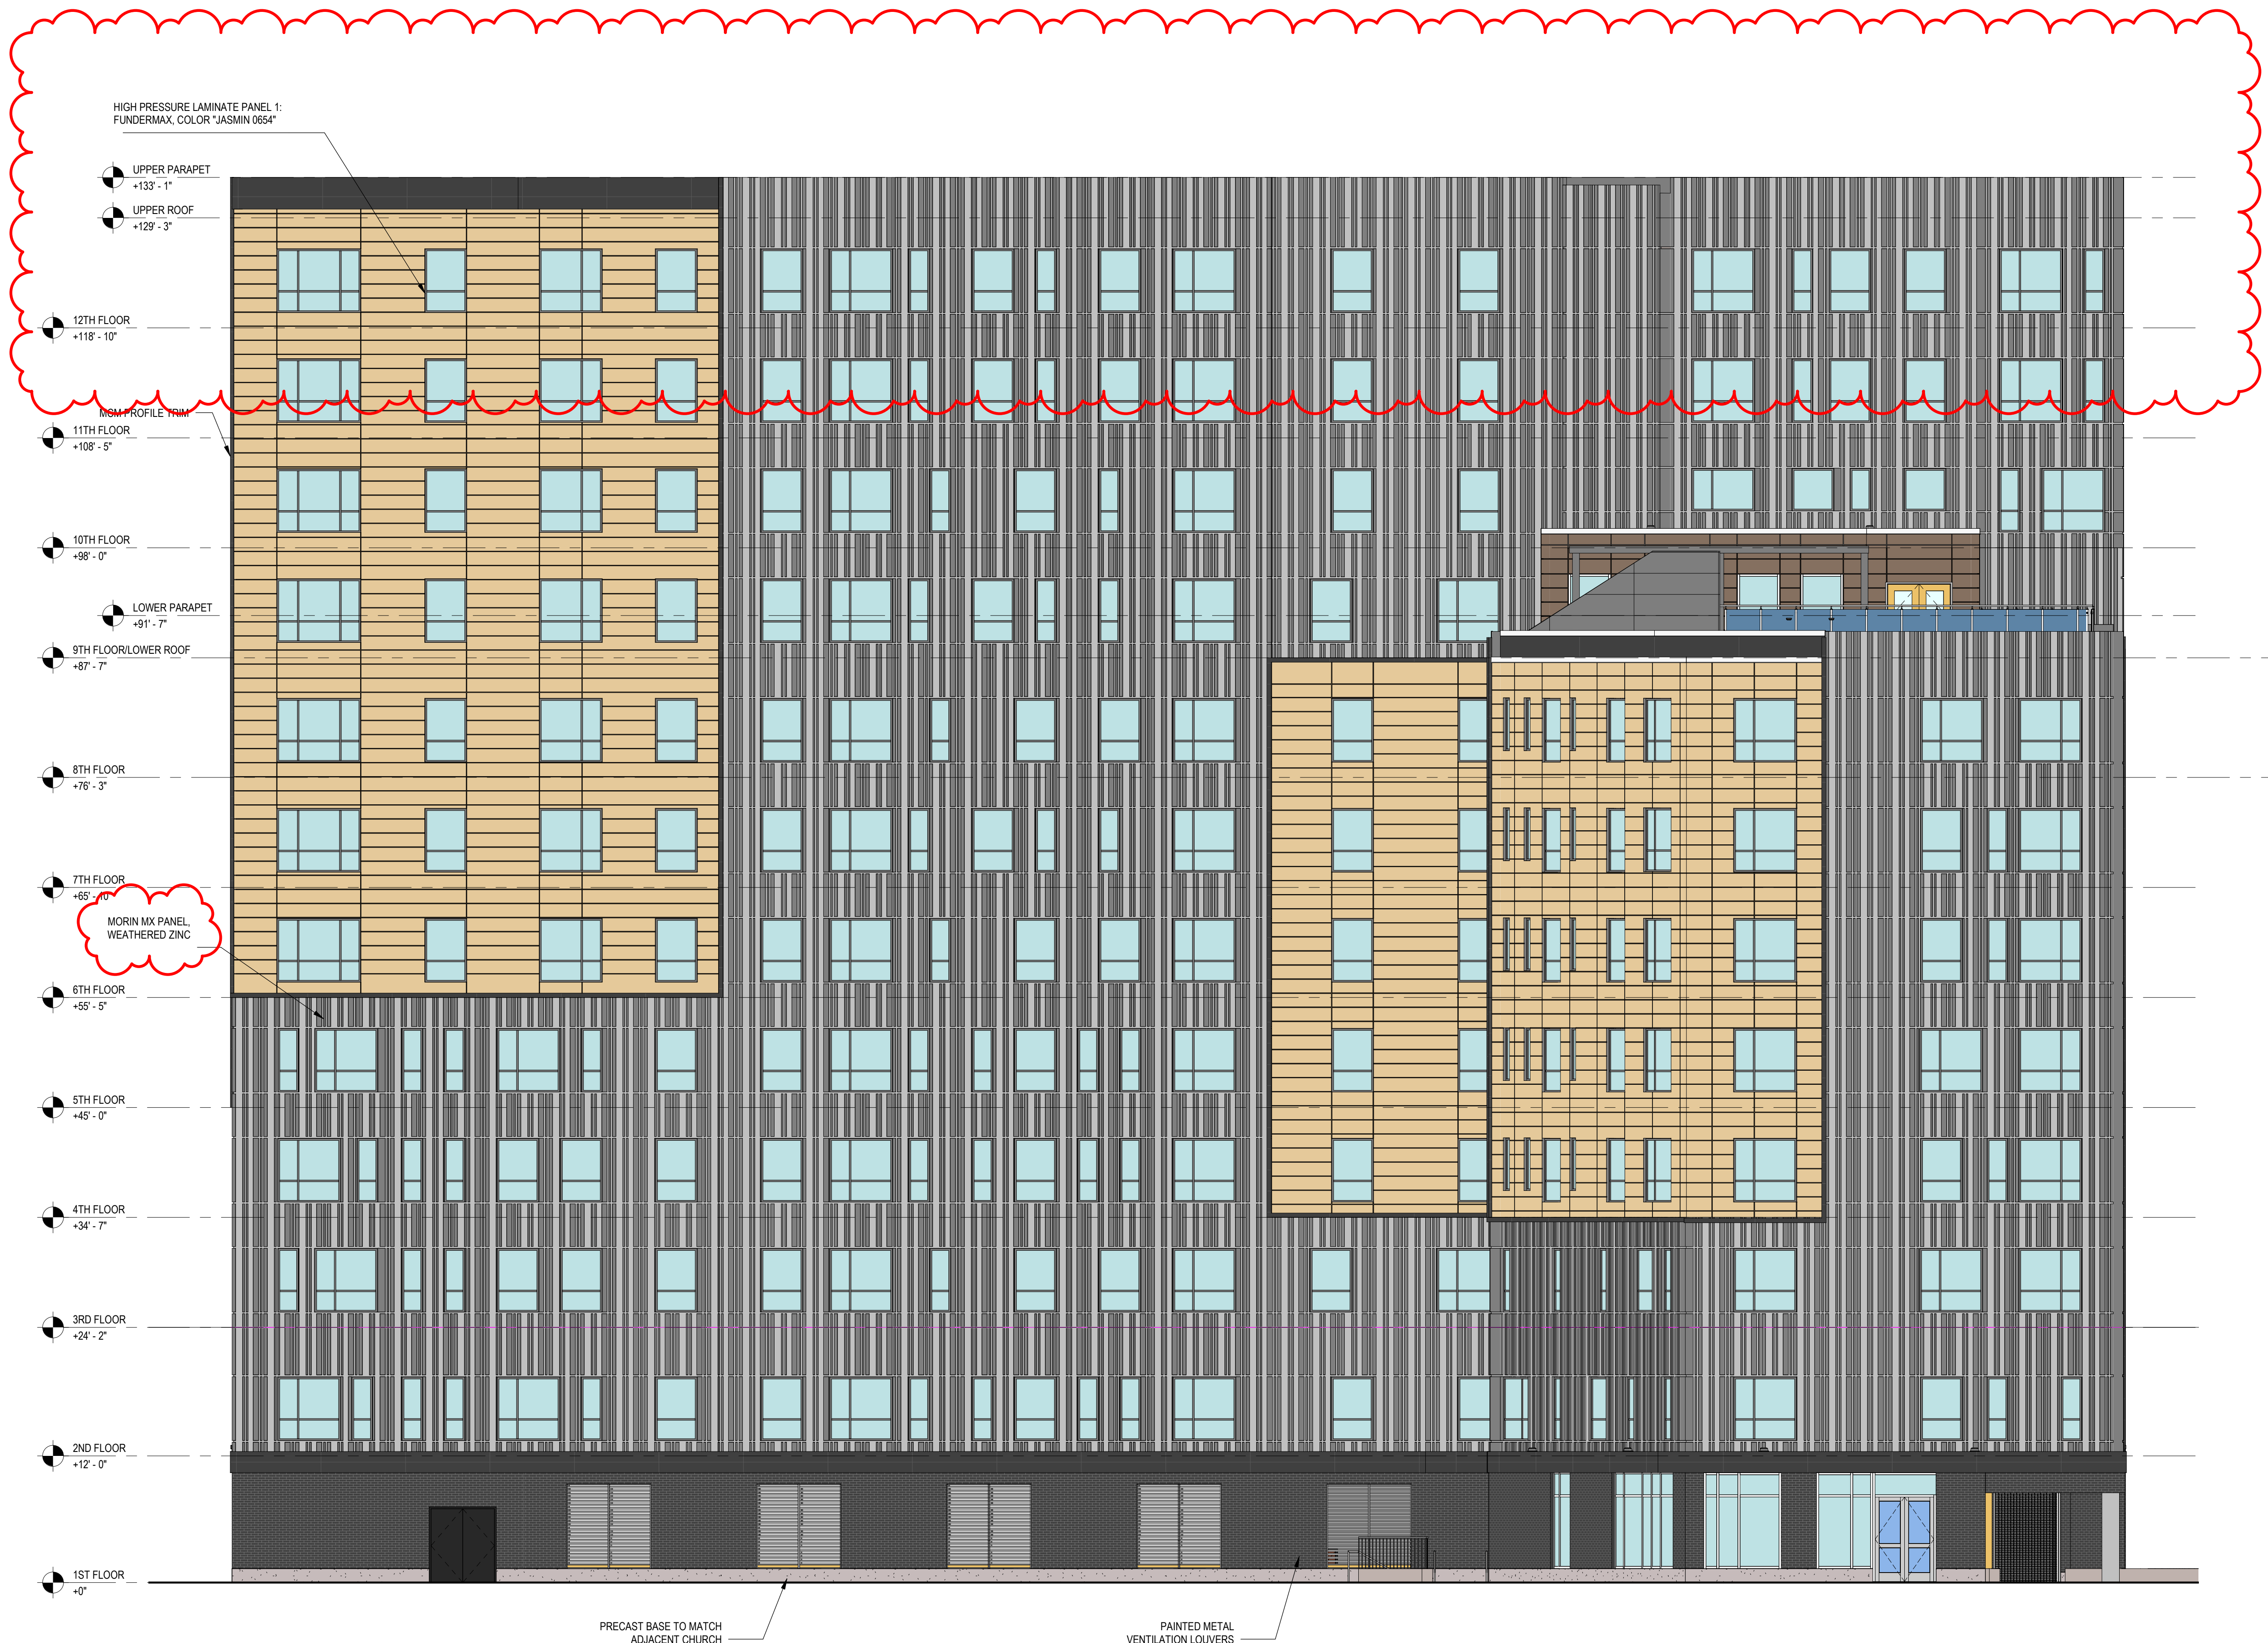 HIGH PRESSURE LAMINATE PANEL 1:
FUNDERMAX, COLOR "JASMIN 0654"
UPPER PARAPET
+133' - 1"
UPPER ROOF
+129' - 3"
12TH FLOOR
+118' - 10"
MCM PROFILE TRIM
11TH FLOOR
+108' - 5"
10TH FLOOR
+98' - 0"
LOWER PARAPET
+91' - 7"
9TH FLOOR/LOWER ROOF
+87' - 7"
8TH FLOOR
+76' - 3"
7TH FLOOR
+65' - 10"
MORIN MX PANEL,
WEATHERED ZINC
6TH FLOOR
+55' - 5"
5TH FLOOR
+45' - 0"
4TH FLOOR
+34' - 7"
3RD FLOOR
+24' - 2"
2ND FLOOR
+12' - 0"
1ST FLOOR
+0"
PRECAST BASE TO MATCH
ADJACENT CHURCH
PAINTED METAL
VENTILATION LOUVERS